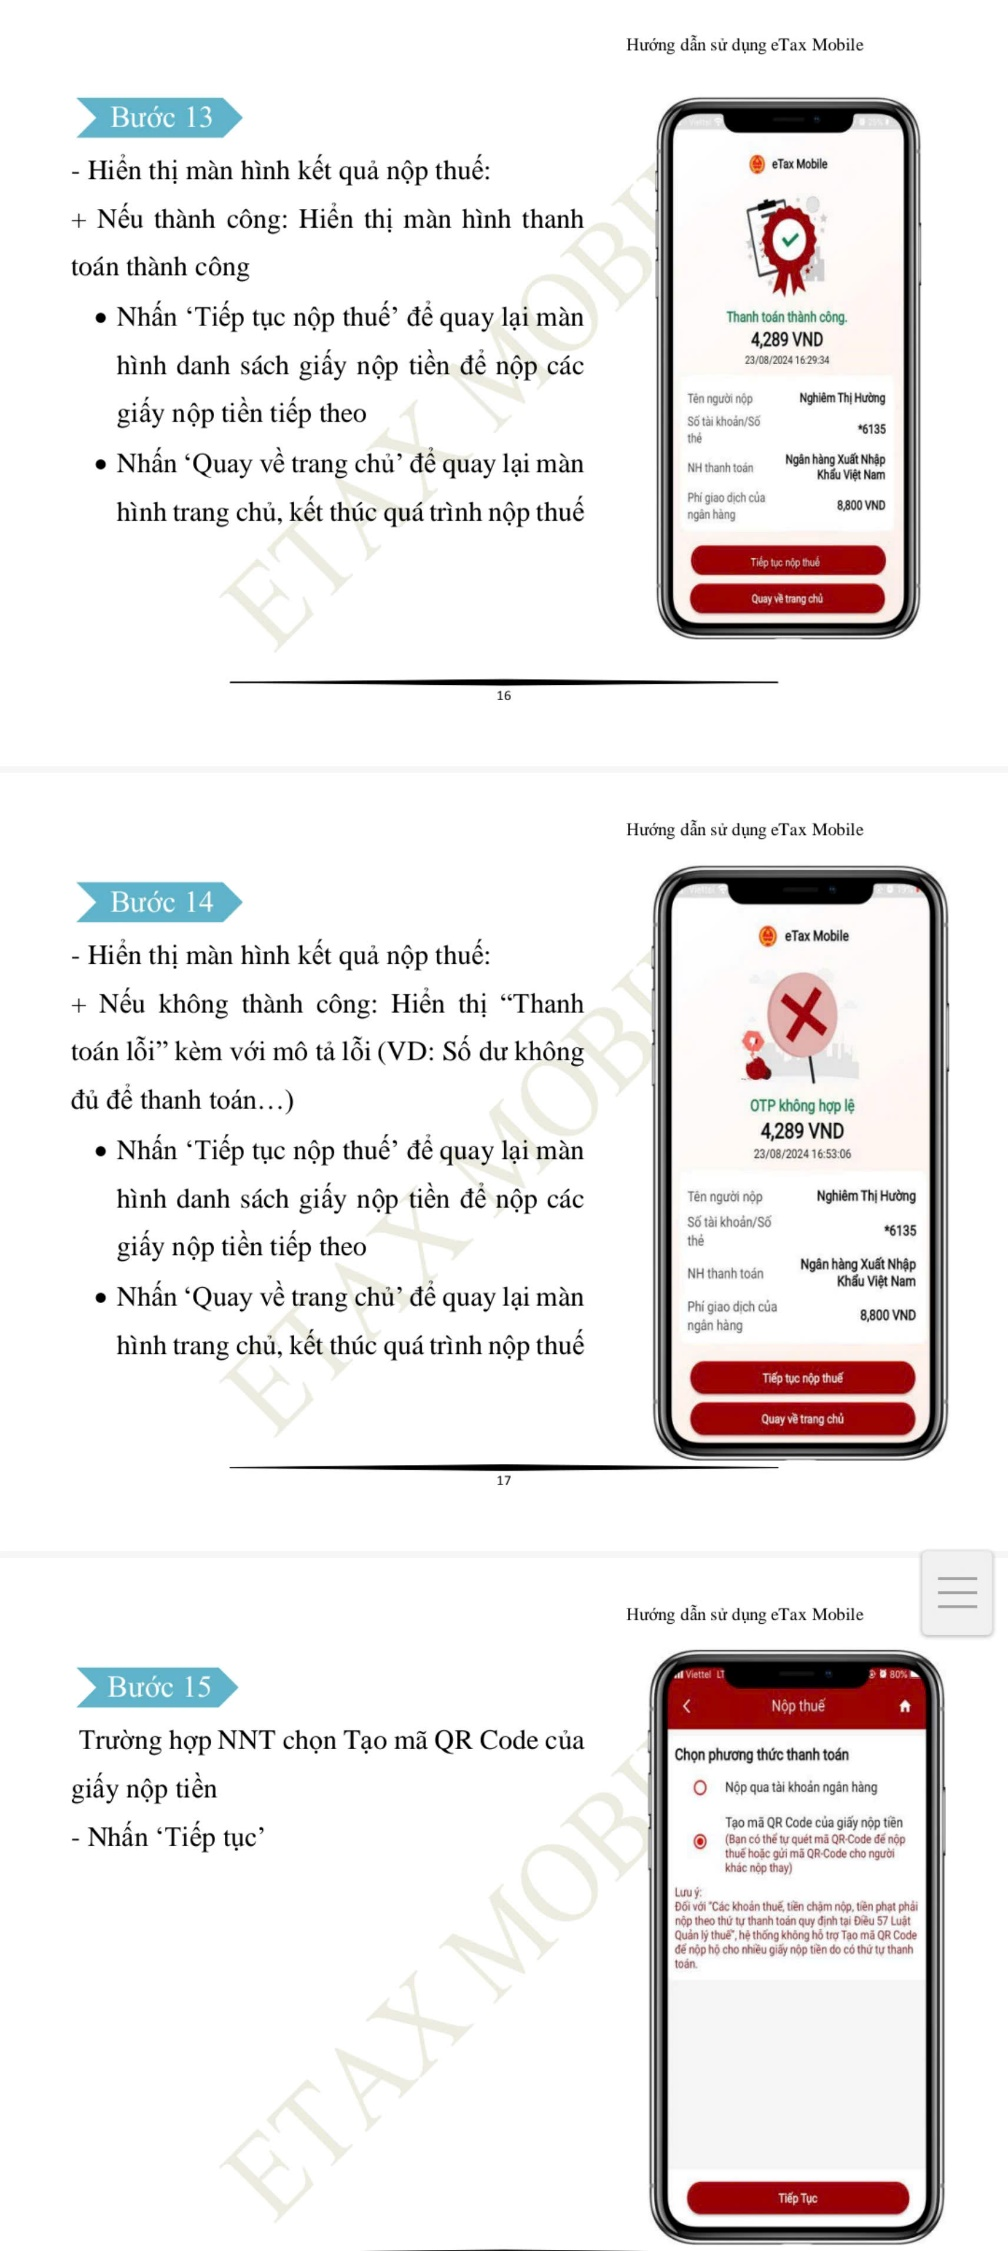 Hướng dẫn sử dụng eTax Mobile
Bước 13
- Hiển thị màn hình kết quả nộp thuế:
+ Nếu thành công: Hiển thị màn hình thanh
toán thành công
• Nhấn ‘Tiếp tục nộp thuế’ để quay lại màn
hình danh sách giấy nộp tiền để nộp các
giấy nộp tiền tiếp theo
• Nhấn ‘Quay về trang chủ’ để quay lại màn
hình trang chủ, kết thúc quá trình nộp thuế
eTax Mobile
Thanh toán thành công.
4,289 VND
23/08/2024 16:29:34
Tên người nộp Nghiêm Thị Hường
Số tài khoản/Số
thẻ *6135
NH thanh toán Ngân hàng Xuất Nhập
Khẩu Việt Nam
Phí giao dịch của
ngân hàng 8,800 VND
Tiếp tục nộp thuế
Quay về trang chủ
ETAX MOBI
16
Hướng dẫn sử dụng eTax Mobile
Bước 14
- Hiển thị màn hình kết quả nộp thuế:
+ Nếu không thành công: Hiển thị “Thanh
toán lỗi” kèm với mô tả lỗi (VD: Số dư không
đủ để thanh toán…)
• Nhấn ‘Tiếp tục nộp thuế’ để quay lại màn
hình danh sách giấy nộp tiền để nộp các
giấy nộp tiền tiếp theo
• Nhấn ‘Quay về trang chủ’ để quay lại màn
hình trang chủ, kết thúc quá trình nộp thuế
eTax Mobile
OTP không hợp lệ
4,289 VND
23/08/2024 16:53:06
Tên người nộp Nghiêm Thị Hường
Số tài khoản/Số
thẻ *6135
NH thanh toán Ngân hàng Xuất Nhập
Khẩu Việt Nam
Phí giao dịch của
ngân hàng 8,800 VND
Tiếp tục nộp thuế
Quay về trang chủ
ETAX MOBI
17
Hướng dẫn sử dụng eTax Mobile
Bước 15
Trường hợp NNT chọn Tạo mã QR Code của
giấy nộp tiền
- Nhấn ‘Tiếp tục’
Viettel LT 80%
Nộp thuế
Chọn phương thức thanh toán
Nộp qua tài khoản ngân hàng
Tạo mã QR Code của giấy nộp tiền
(Bạn có thể tự quét mã QR-Code để nộp
thuế hoặc gửi mã QR-Code cho người
khác nộp thay)
Lưu ý:
Đối với "Các khoản thuế, tiền chậm nộp, tiền phạt phải
nộp theo thứ tự thanh toán quy định tại Điều 57 Luật
Quản lý thuế", hệ thống không hỗ trợ Tạo mã QR Code
để nộp hộ cho nhiều giấy nộp tiền do có thứ tự thanh
toán.
Tiếp Tục
ETAX MOBI